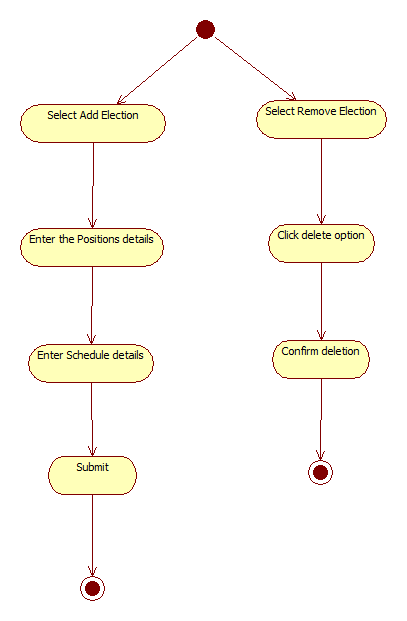 Select Add Election
Select Remove Election
Enter the Positions details
Click delete option
Enter Schedule details
Confirm deletion
Submit